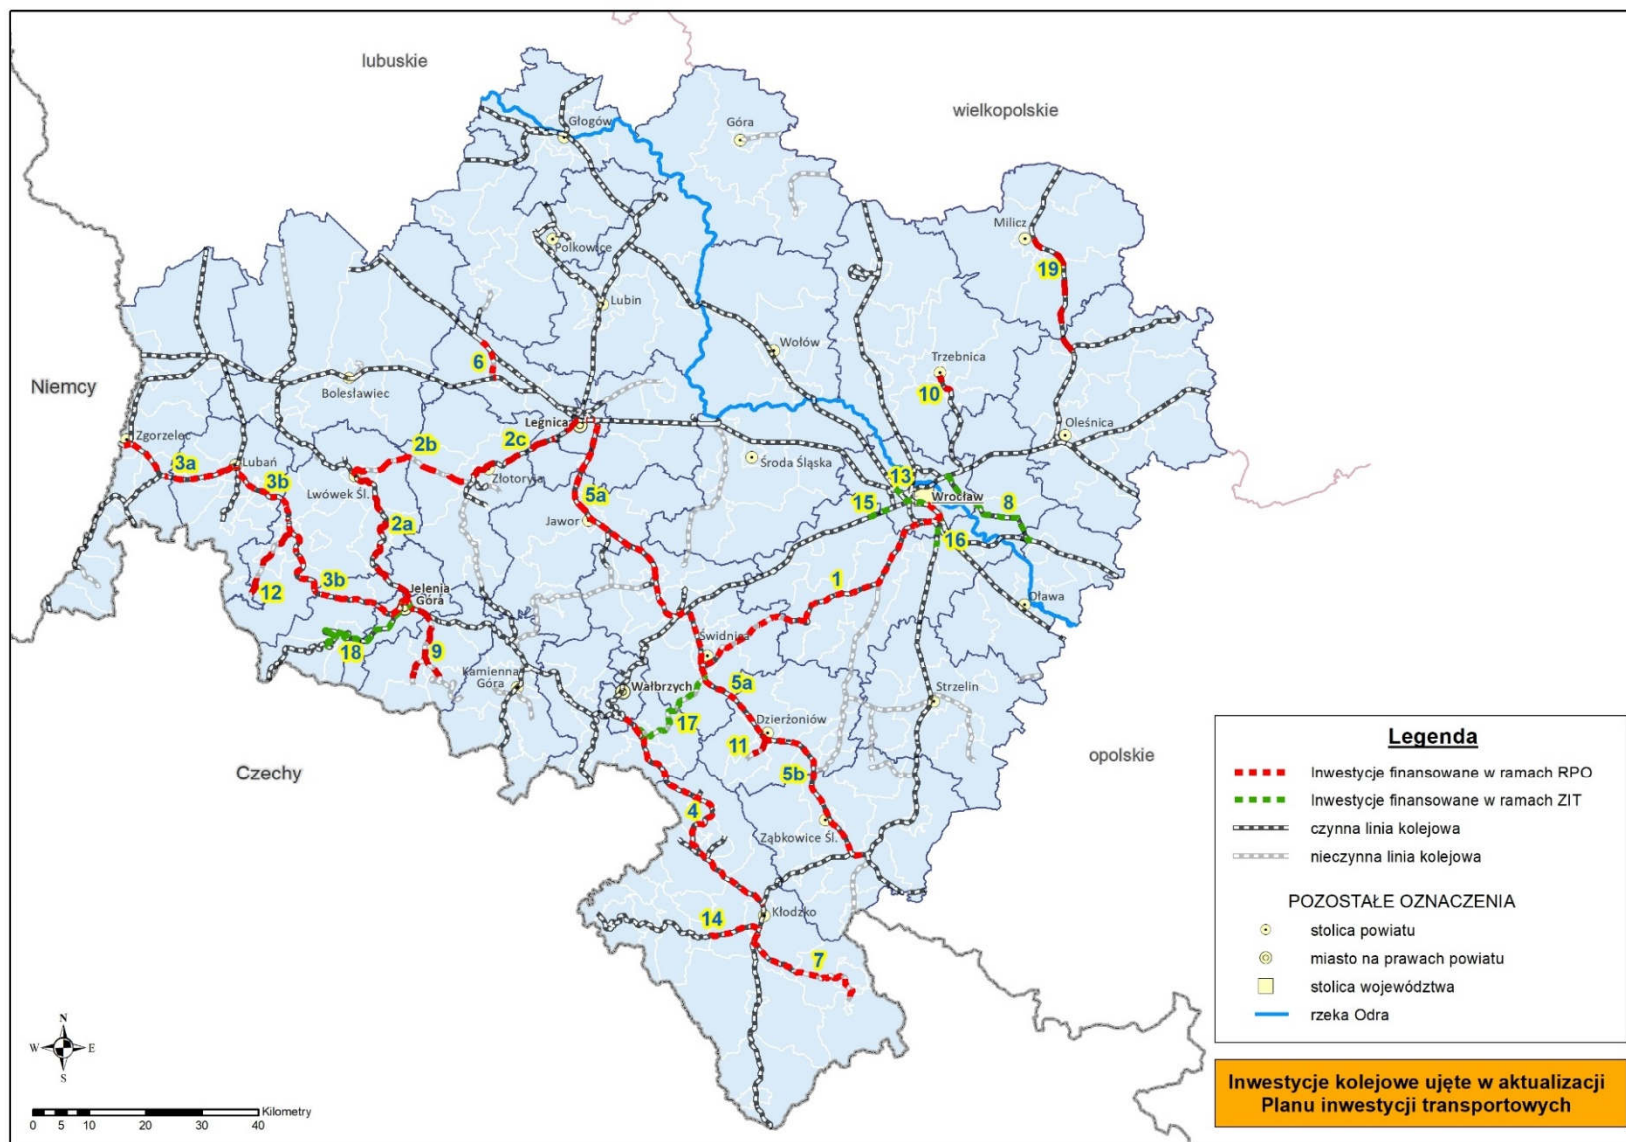 lubuskie
wielkopolskie
Głogów
Góra
Milicz
Polkowice
19
Lubin
Wołów
6
Trzebnica
10
Niemcy
Bolesławiec
Legnica
Oleśnica
Zgorzelec
2b
2c
3a
Lubań
Środa Śląska
3b
Lwówek Śl.
Złotoryja
13
Wrocław
5a
15
8
Jawor
2a
16
3b
1
12
Jelenia
Góra
Oława
18
9
Świdnica
Kamienna
Góra
Wałbrzych
5a
Strzelin
17
Dzierżoniów
11
5b
Czechy
opolskie
4
Ząbkowice Śl.
14
Kłodzko
7
Legenda
Inwestycje finansowane w ramach RPO
Inwestycje finansowane w ramach ZIT
czynna linia kolejowa
nieczynna linia kolejowa
POZOSTAŁE OZNACZENIA
stolica powiatu
miasto na prawach powiatu
stolica województwa
rzeka Odra
N
W E
S
Kilometry
0 5 10 20 30 40
Inwestycje kolejowe ujęte w aktualizacji
Planu inwestycji transportowych